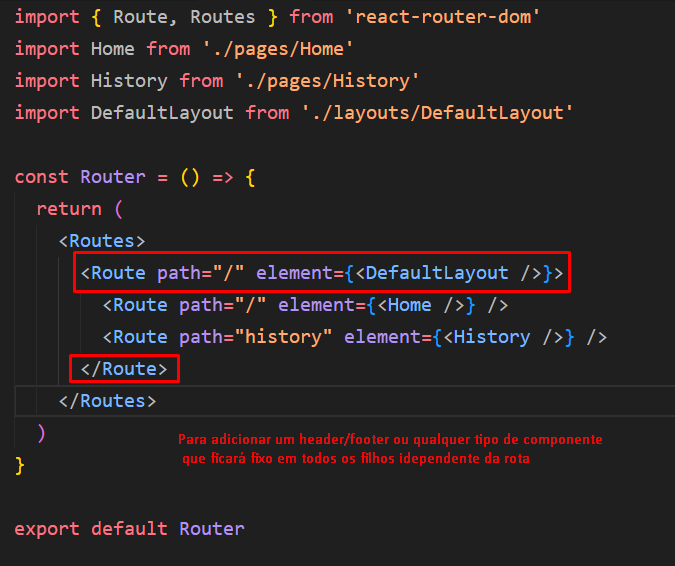 import { Route, Routes } from 'react-router-dom'
import Home from './pages/Home'
import History from './pages/History'
import DefaultLayout from './layouts/DefaultLayout'
const Router = () => {
return (
<Routes>
<Route path="/" element={<DefaultLayout />}>
<Route path="/" element={<Home />} />
<Route path="history" element={<History />} />
</Route>
</Routes>
)
Para adicionar um header/footer ou qualquer tipo de componente
que ficará fixo em todos os filhos idependente da rota
}
export default Router